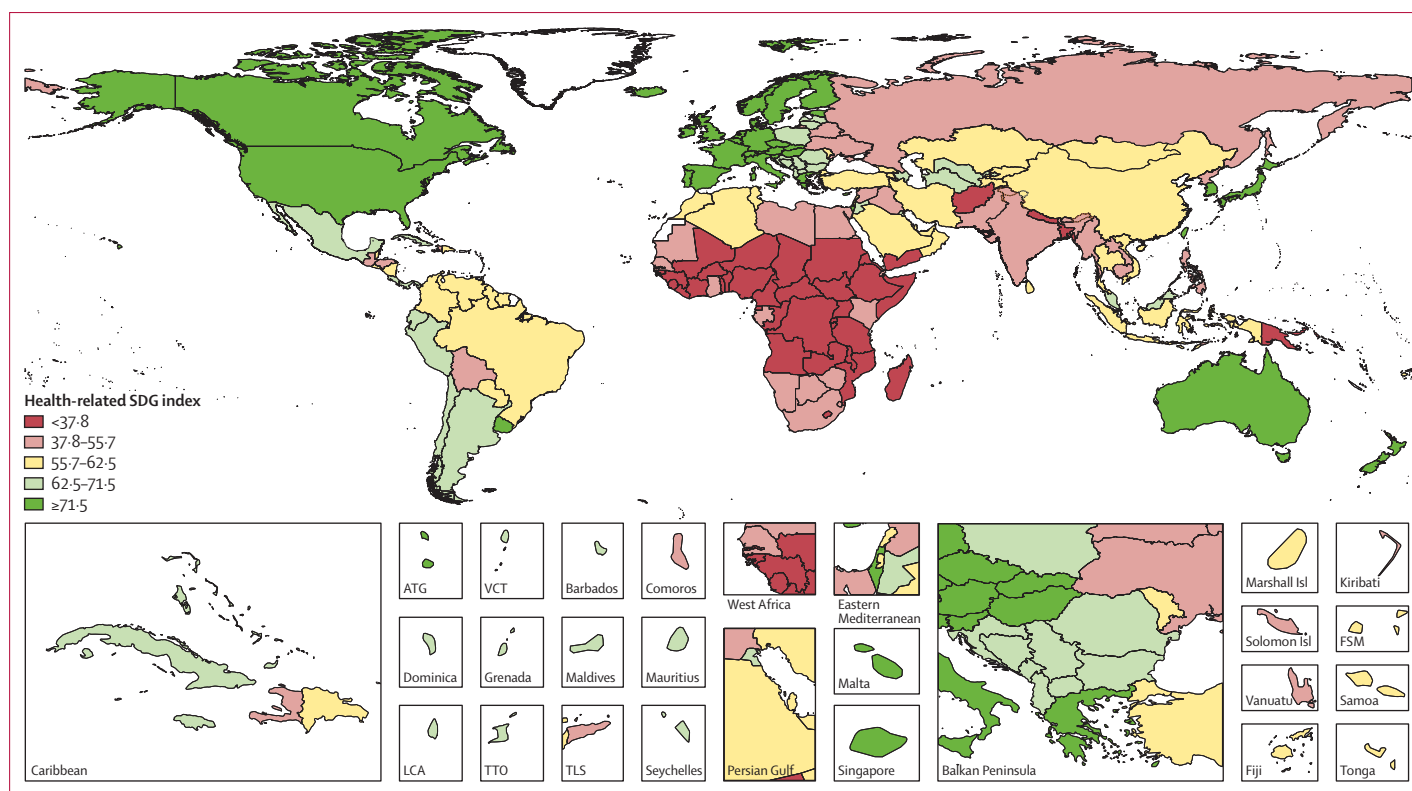 Health-related SDG index
<37·8
37·8–55·7
55·7–62·5
62·5–71·5
≥71·5
Caribbean
ATG
VCT
Barbados
Comoros
Dominica
Grenada
Maldives
Mauritius
LCA
TTO
TLS
Seychelles
West Africa
Eastern
Mediterranean
Persian Gulf
Malta
Singapore
Balkan Peninsula
Marshall Isl
Kiribati
Solomon Isl
FSM
Vanuatu
Samoa
Fiji
Tonga